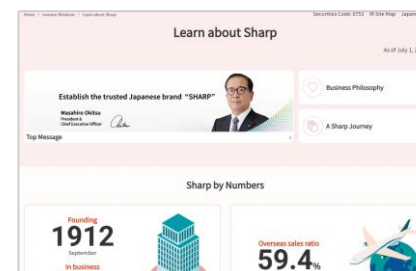 Home / Investor Relations / Learn about Sharp
Securities Code: 6753 IR Site Map Japan
Learn about Sharp
As of July 1, 2
Establish the trusted Japanese brand "SHARP"
Masahiro Okitsu
President &
Chief Executive Officer
Top Message
Business Philosophy
A Sharp Journey
Sharp by Numbers
Founding
1912
September
In business
Overseas sales ratio
59.4%